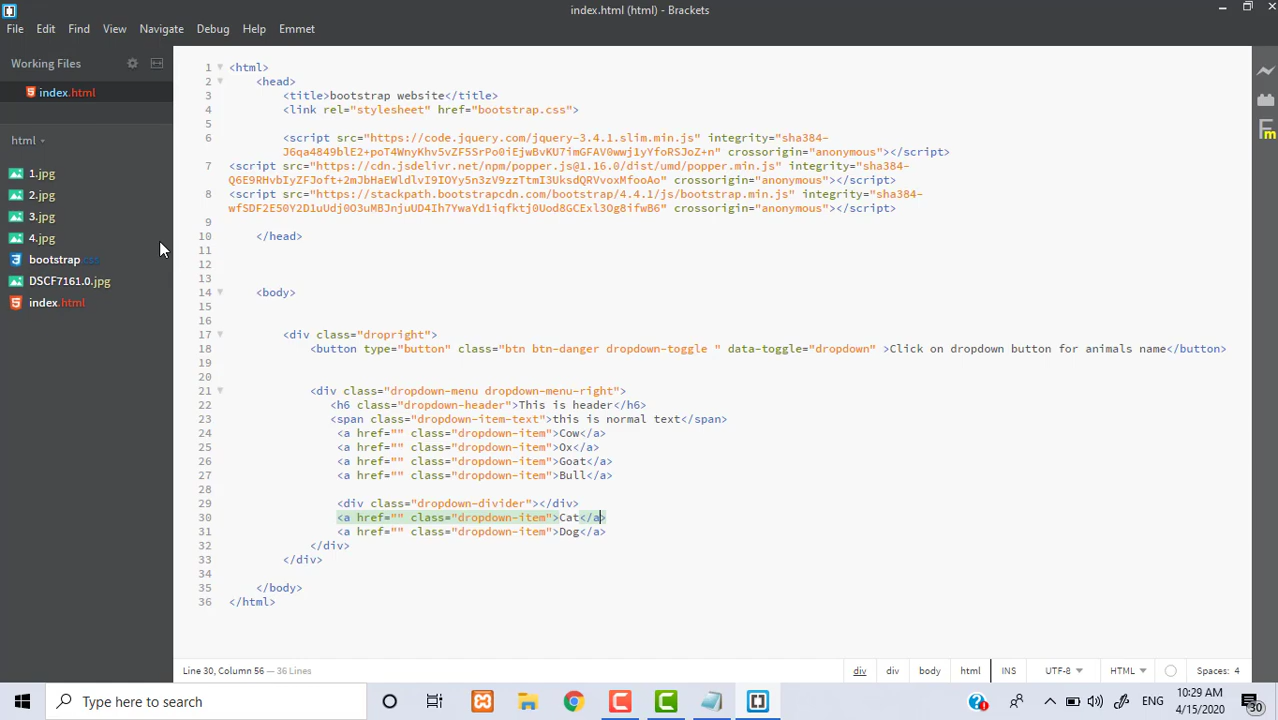 index.html (html) - Brackets
File Edit View Navigate Debug Help Emmet
Working Files
index.html
html
1.jpg
2.jpg
3.jpg
4.jpg
bootstrap.css
DSCF7161.0.jpg
index.html
1 <html>
2 <head>
3 <title>bootstrap website</title>
4 <link rel="stylesheet" href="bootstrap.css">
5
6 <script src="https://code.jquery.com/jquery-3.4.1.slim.min.js" integrity="sha384-
J6qa4849blE2+poT4WnyKhv5vZF5SrPo0iEjwBvKU7imGFAV0wwj1yYfoRSJoZ+n" crossorigin="anonymous"></script>
7 <script src="https://cdn.jsdelivr.net/npm/popper.js@1.16.0/dist/umd/popper.min.js" integrity="sha384-
Q6E9RHvbIyZFJoft+2mJbHaEWldlvI9IOYy5n3zV9zzTtmI3UksdQRVvoxMfooAo" crossorigin="anonymous"></script>
8 <script src="https://stackpath.bootstrapcdn.com/bootstrap/4.4.1/js/bootstrap.min.js" integrity="sha384-
wfSDF2E50Y2D1uUdj0O3uMBJnjuUD4Ih7YwaYd1iqfktj0Uod8GCExl3Og8ifwB6" crossorigin="anonymous"></script>
9
10 </head>
11
12
13
14 <body>
15
16
17 <div class="dropright">
18 <button type="button" class="btn btn-danger dropdown-toggle " data-toggle="dropdown" >Click on dropdown button for animals name</button>
19
20
21 <div class="dropdown-menu dropdown-menu-right">
22 <h6 class="dropdown-header">This is header</h6>
23 <span class="dropdown-item-text">this is normal text</span>
24 <a href="" class="dropdown-item">Cow</a>
25 <a href="" class="dropdown-item">Ox</a>
26 <a href="" class="dropdown-item">Goat</a>
27 <a href="" class="dropdown-item">Bull</a>
28
29 <div class="dropdown-divider"></div>
30 <a href="" class="dropdown-item">Cat</a>
31 <a href="" class="dropdown-item">Dog</a>
32 </div>
33 </div>
34
35 </body>
36 </html>
Line 30, Column 56 — 36 Lines
div div body html INS UTF-8 HTML Spaces: 4
Type here to search
ENG
10:29 AM
4/15/2020
30